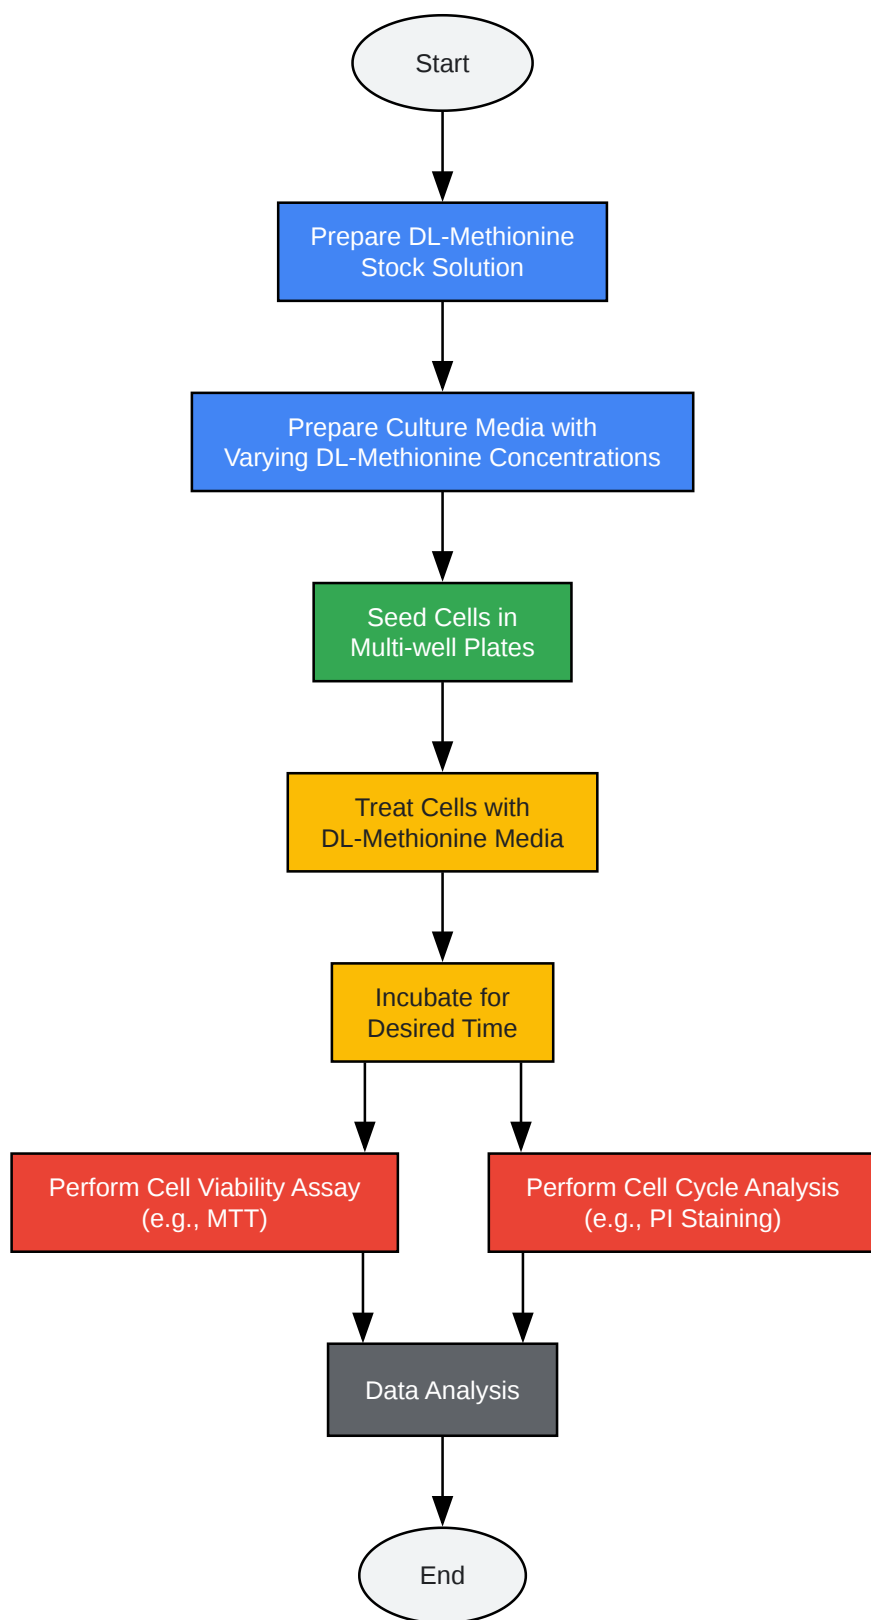 Start
Prepare DL-Methionine
Stock Solution
Prepare Culture Media with
Varying DL-Methionine Concentrations
Seed Cells in
Multi-well Plates
Treat Cells with
DL-Methionine Media
Incubate for
Desired Time
Perform Cell Viability Assay
(e.g., MTT)
Perform Cell Cycle Analysis
(e.g., PI Staining)
Data Analysis
End